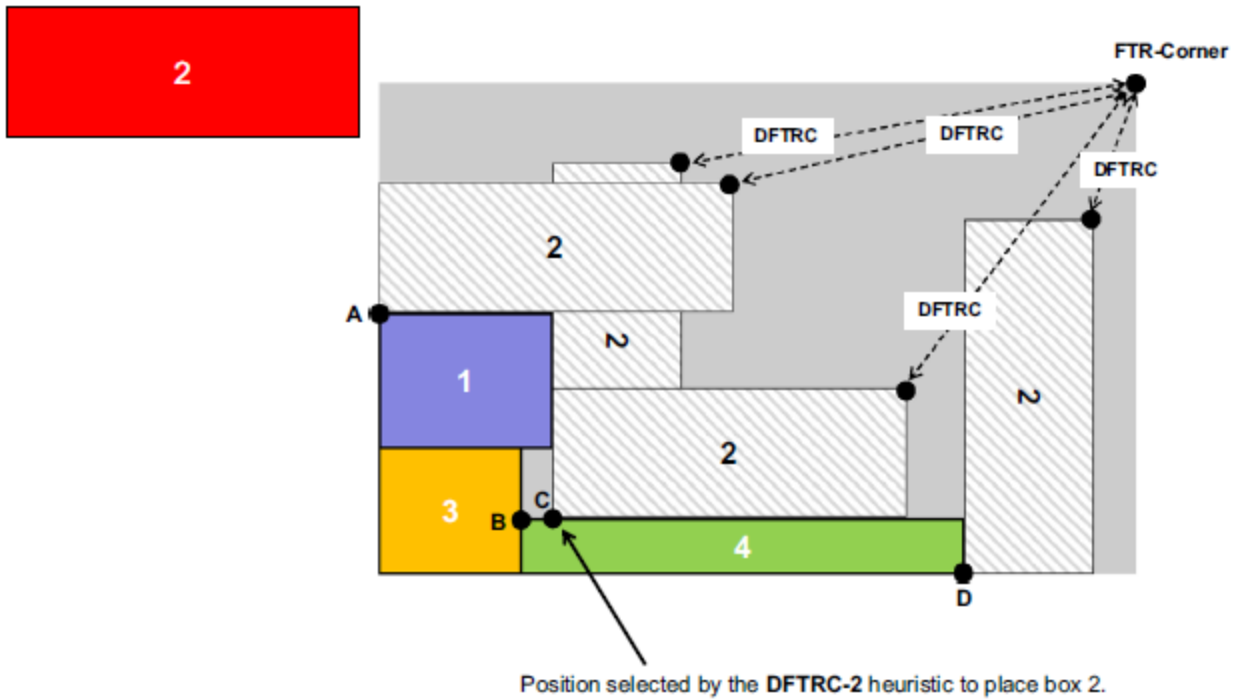 2
FTR-Corner
DFTRC
DFTRC
DFTRC
2
DFTRC
A
2
1
2
2
C
3
B
4
D
Position selected by the DFTRC-2 heuristic to place box 2.